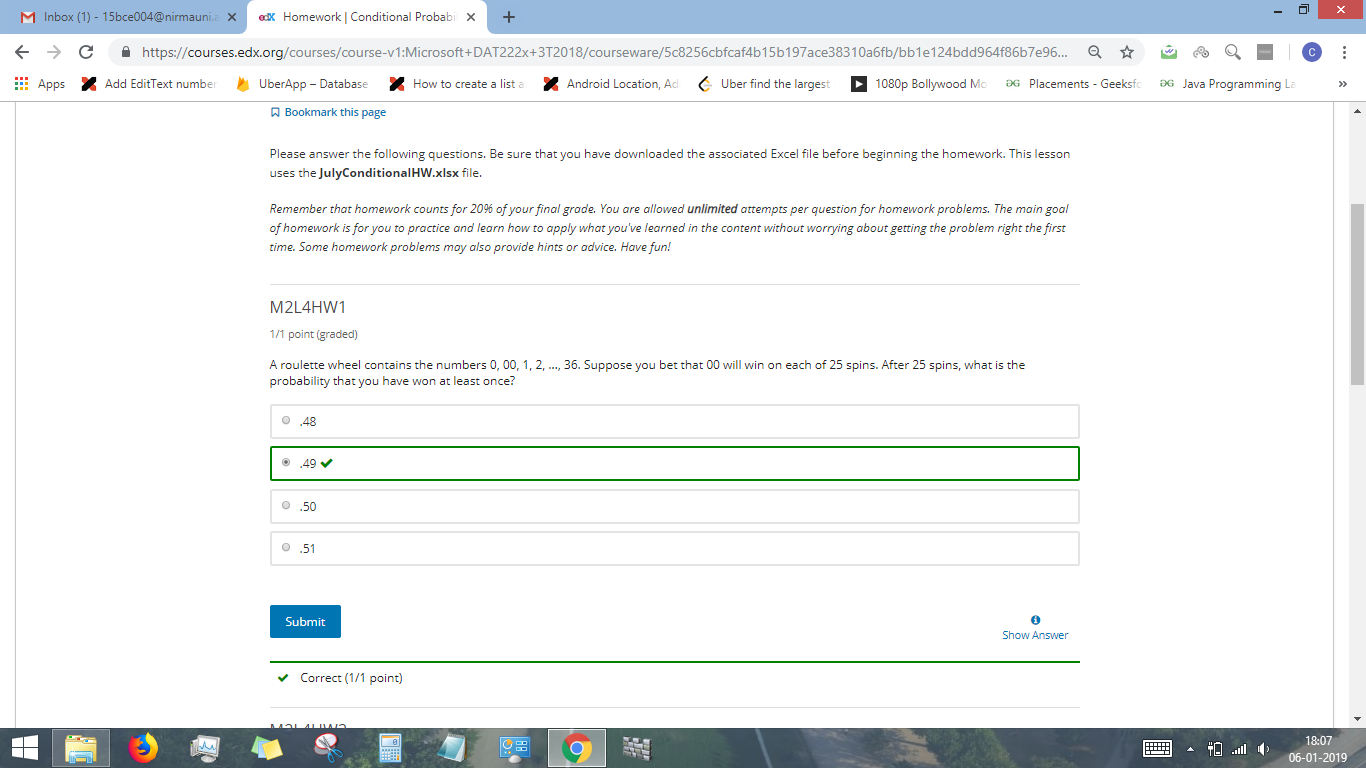 Inbox (1) - 15bce004@nirmauni.a
edX Homework | Conditional Probabil
https://courses.edx.org/courses/course-v1:Microsoft+DAT222x+3T2018/courseware/5c8256cbfcaf4b15b197ace38310a6fb/bb1e124bdd964f86b7e96...
C
Apps
Add EditText number
UberApp – Database
How to create a list a
Android Location, Ad
Uber find the largest
1080p Bollywood Mo
Placements - Geeksfo
Java Programming La
»
Bookmark this page
Please answer the following questions. Be sure that you have downloaded the associated Excel file before beginning the homework. This lesson
uses the JulyConditionalHW.xlsx file.
Remember that homework counts for 20% of your final grade. You are allowed unlimited attempts per question for homework problems. The main goal
of homework is for you to practice and learn how to apply what you've learned in the content without worrying about getting the problem right the first
time. Some homework problems may also provide hints or advice. Have fun!
M2L4HW1
1/1 point (graded)
A roulette wheel contains the numbers 0, 00, 1, 2, ..., 36. Suppose you bet that 00 will win on each of 25 spins. After 25 spins, what is the
probability that you have won at least once?
.48
.49
.50
.51
Submit
Show Answer
Correct (1/1 point)
M2L4HW2
18:07
06-01-2019